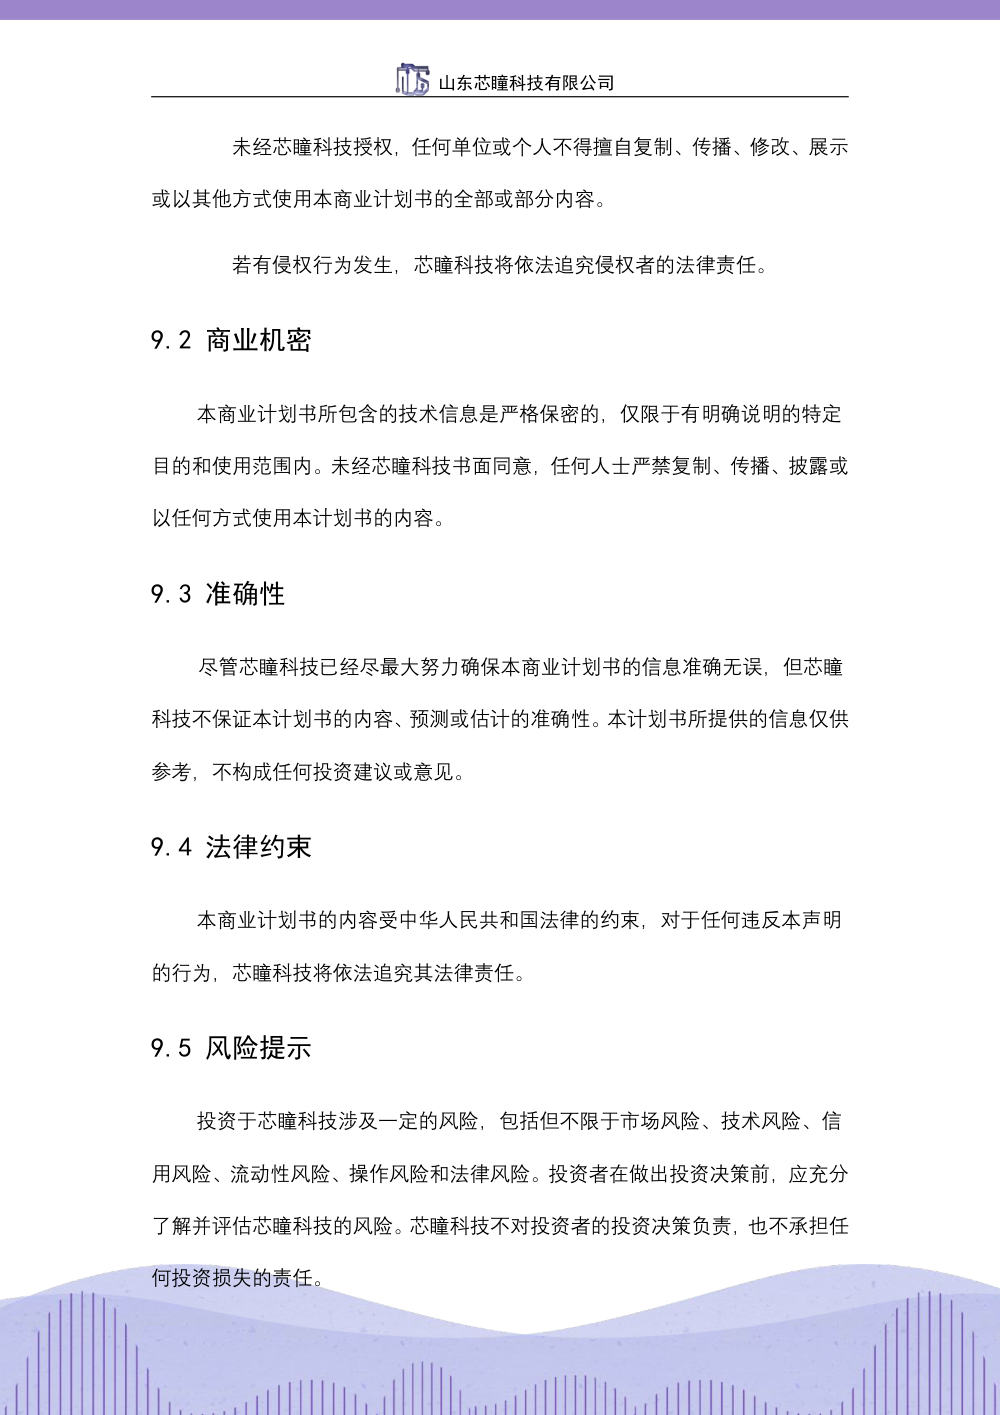 山东芯瞳科技有限公司
未经芯瞳科技授权，任何单位或个人不得擅自复制、传播、修改、展示
或以其他方式使用本商业计划书的全部或部分内容。
若有侵权行为发生，芯瞳科技将依法追究侵权者的法律责任。
9.2 商业机密
本商业计划书所包含的技术信息是严格保密的，仅限于有明确说明的特定
目的和使用范围内。未经芯瞳科技书面同意，任何人士严禁复制、传播、披露或
以任何方式使用本计划书的内容。
9.3 准确性
尽管芯瞳科技已经尽最大努力确保本商业计划书的信息准确无误，但芯瞳
科技不保证本计划书的内容、预测或估计的准确性。本计划书所提供的信息仅供
参考，不构成任何投资建议或意见。
9.4 法律约束
本商业计划书的内容受中华人民共和国法律的约束，对于任何违反本声明
的行为，芯瞳科技将依法追究其法律责任。
9.5 风险提示
投资于芯瞳科技涉及一定的风险，包括但不限于市场风险、技术风险、信
用风险、流动性风险、操作风险和法律风险。投资者在做出投资决策前，应充分
了解并评估芯瞳科技的风险。芯瞳科技不对投资者的投资决策负责，也不承担任
何投资损失的责任。